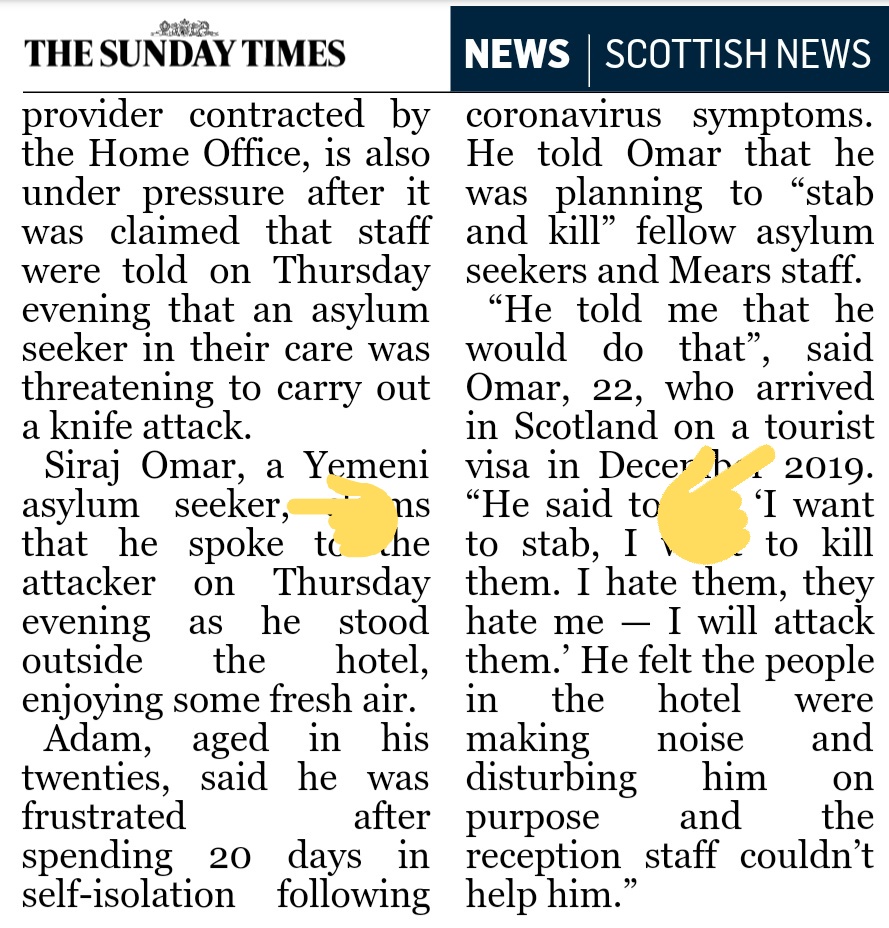 THE SUNDAY TIMES
NEWS | SCOTTISH NEWS
provider contracted by
the Home Office, is also
under pressure after it
was claimed that staff
were told on Thursday
evening that an asylum
seeker in their care was
threatening to carry out
a knife attack.
Siraj Omar, a Yemeni
asylum seeker,
that he spoke
attacker on Thursday
evening as he stood
outside the hotel,
enjoying some fresh air.
Adam, aged in his
twenties, said he was
frustrated after
spending 20 days in
self-isolation following
coronavirus symptoms.
He told Omar that he
was planning to “stab
and kill” fellow asylum
seekers and Mears staff.
“He told me that he
would do that”, said
Omar, 22, who arrived
in Scotland on a tourist
visa in December 2019.
“He said to ‘I want
to stab, I to kill
them. I hate them, they
hate me — I will attack
them.’ He felt the people
in the hotel were
making noise and
disturbing him on
purpose and the
reception staff couldn’t
help him.”